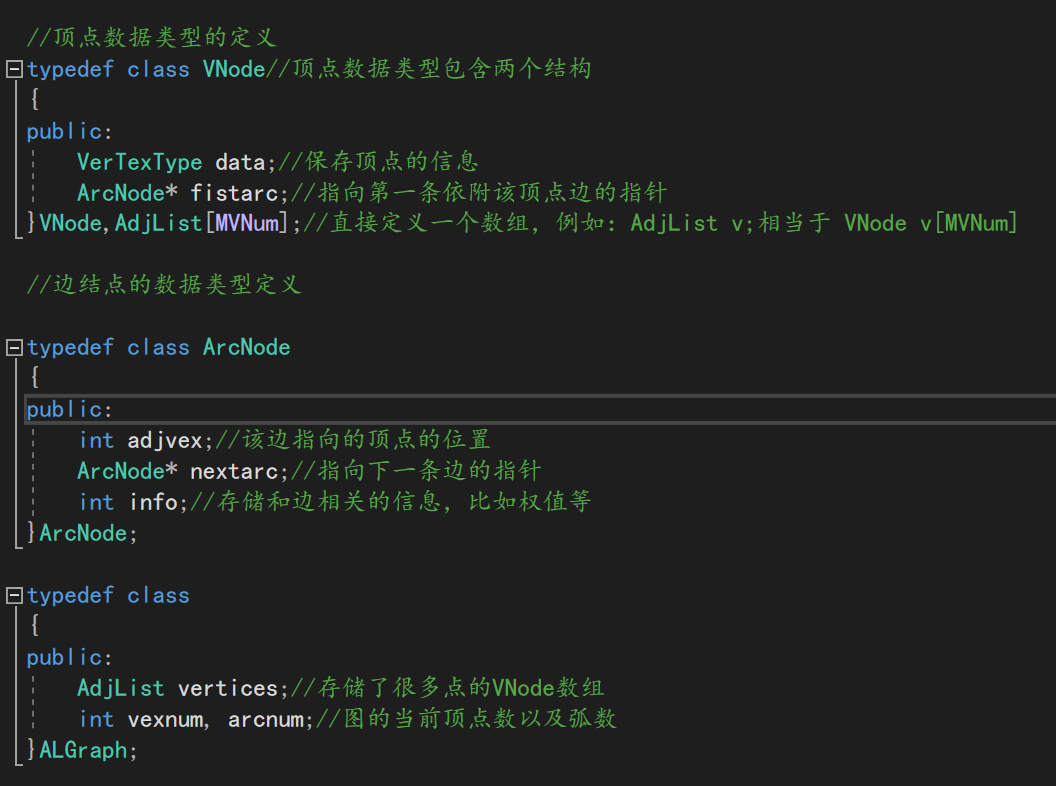 //顶点数据类型的定义
typedef class VNode//顶点数据类型包含两个结构
{
public:
VerTexType data;//保存顶点的信息
ArcNode* fistarc;//指向第一条依附该顶点边的指针
}VNode,AdjList[MVNum];//直接定义一个数组，例如：AdjList v;相当于 VNode v[MVNum]
//边结点的数据类型定义
typedef class ArcNode
{
public:
int adjvex;//该边指向的顶点的位置
ArcNode* nextarc;//指向下一条边的指针
int info;//存储和边相关的信息，比如权值等
}ArcNode;
typedef class
{
public:
AdjList vertices;//存储了很多点的VNode数组
int vexnum, arcnum;//图的当前顶点数以及弧数
}ALGraph;